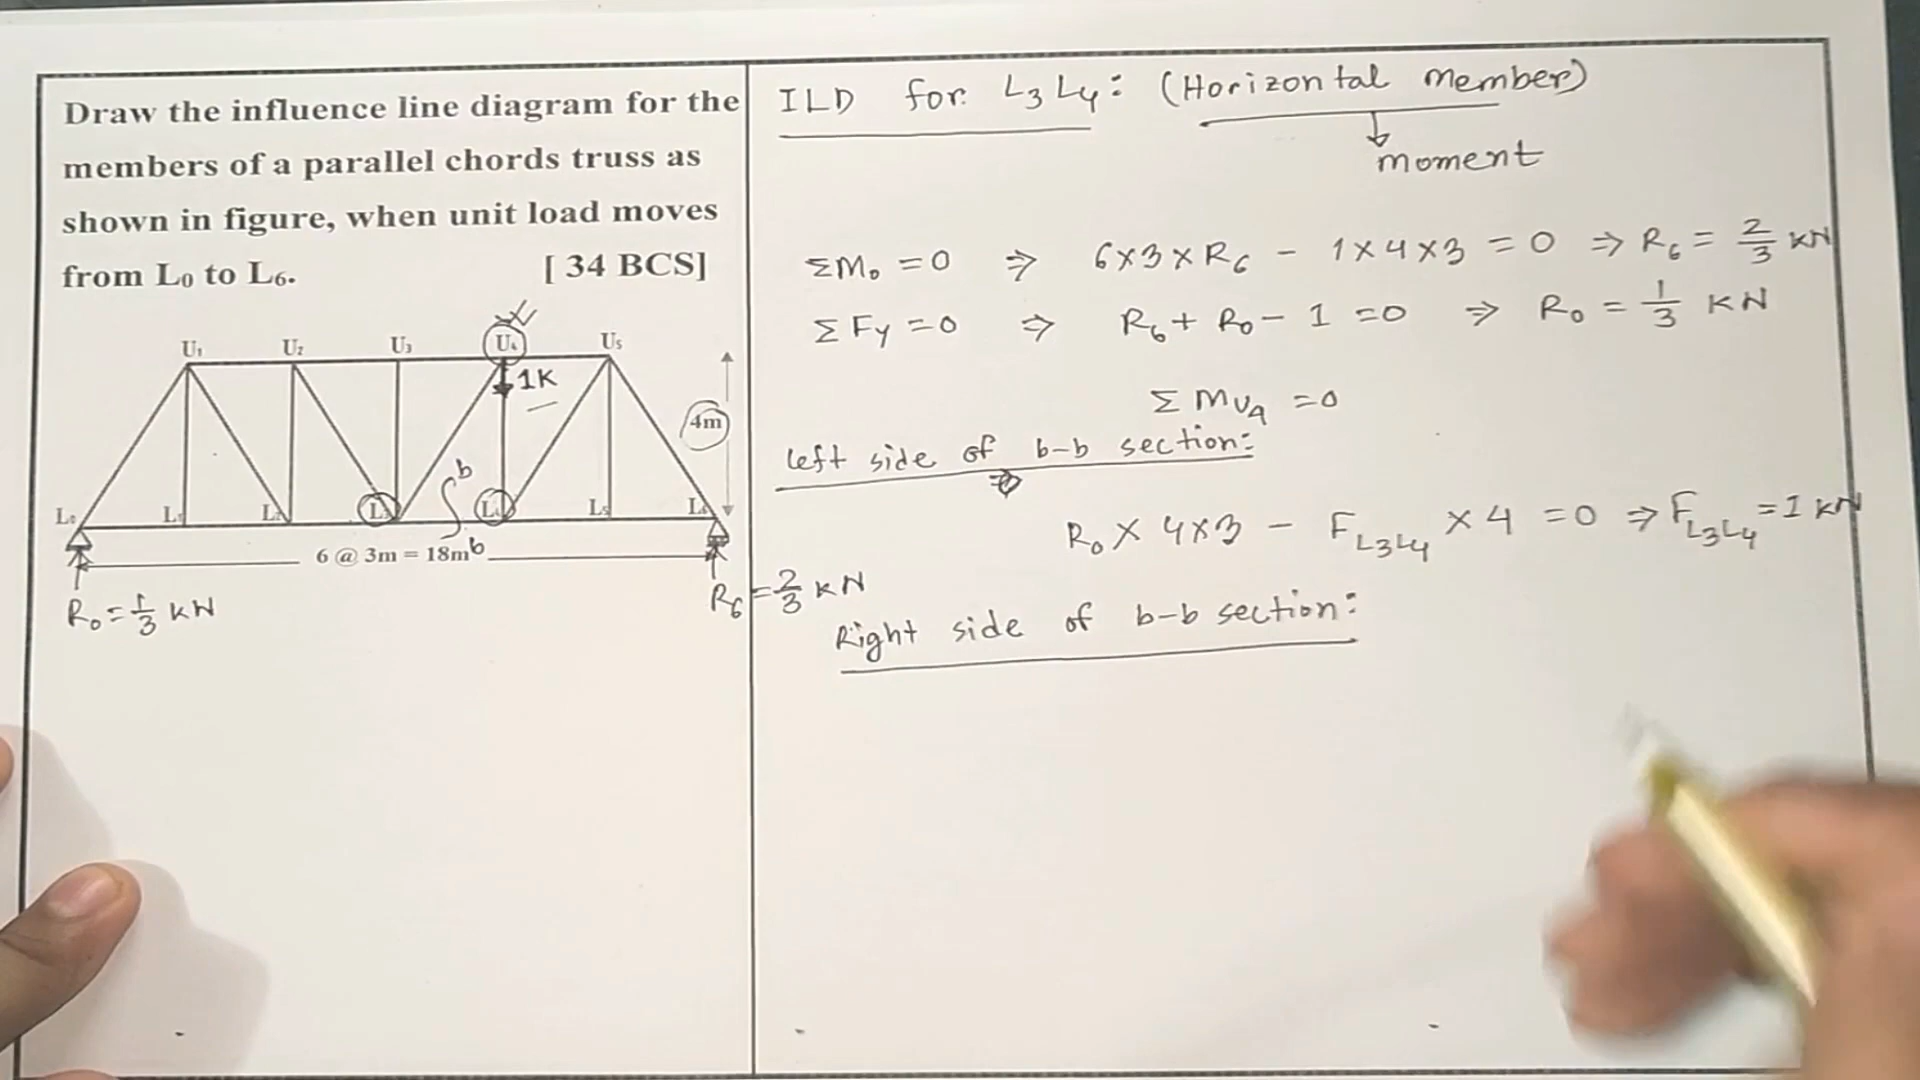 Draw the influence line diagram for the
members of a parallel chords truss as
shown in figure, when unit load moves
from L₀ to L₆. [ 34 BCS]
U₁ U₂ U₃ U₄ U₅
1K
4m
b
L₀ L₁ L₂ L₃ L₄ L₅ L₆
6 @ 3m = 18m b
R₀ = 1/3 KN
R₆ = 2/3 KN
ILD for L₃L₄: (Horizontal member)
moment
ΣM₀ = 0 ⇒ 6×3×R₆ - 1×4×3 = 0 ⇒ R₆ = 2/3 KN
ΣFy = 0 ⇒ R₆ + R₀ - 1 = 0 ⇒ R₀ = 1/3 KN
ΣMU₄ = 0
Left side of b-b section:
R₀ × 4×3 - FL₃L₄ × 4 = 0 ⇒ FL₃L₄ = 1 KN
Right side of b-b section: